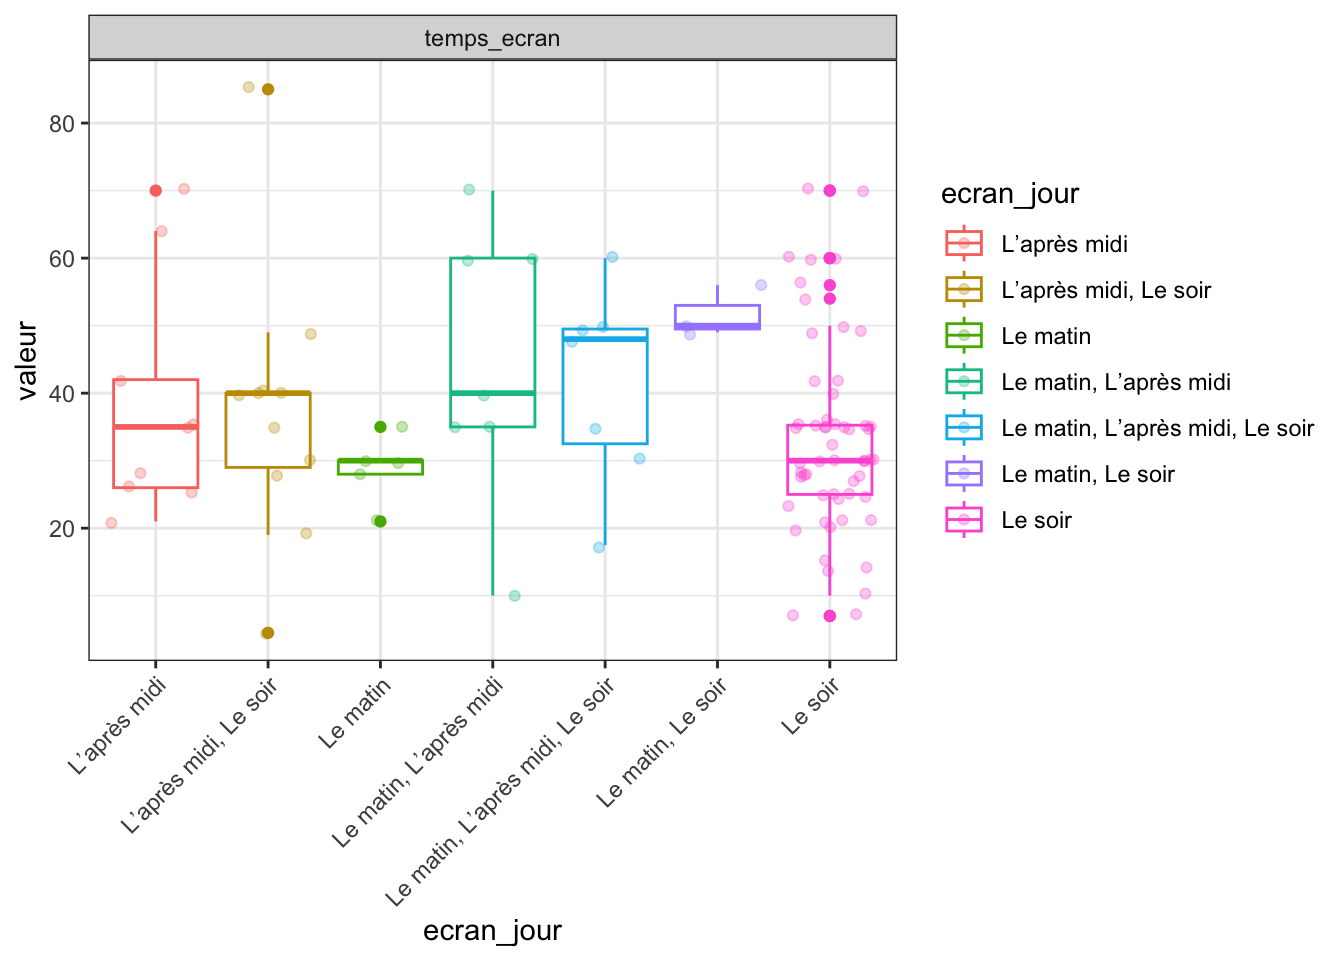 temps_ecran
80
60
40
20
valeur
L’après midi
L’après midi, Le soir
Le matin
Le matin, L’après midi
Le matin, L’après midi, Le soir
Le matin, Le soir
Le soir
ecran_jour
ecran_jour
L’après midi
L’après midi, Le soir
Le matin
Le matin, L’après midi
Le matin, L’après midi, Le soir
Le matin, Le soir
Le soir